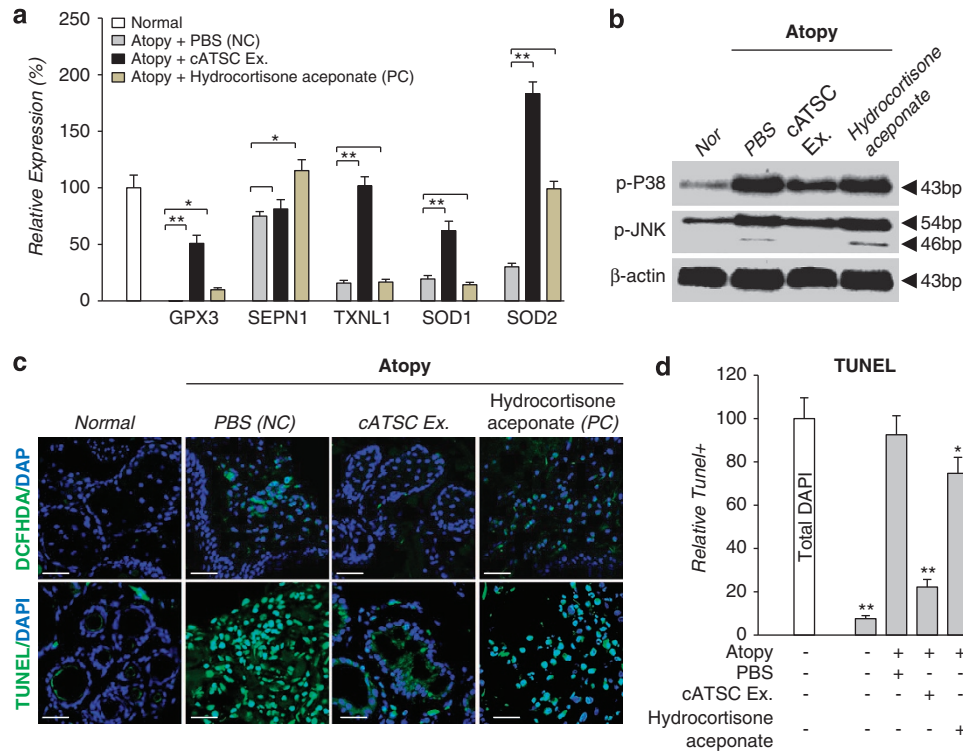 a
250
200
150
100
50
0
Relative Expression (%)
Normal
Atopy + PBS (NC)
Atopy + cATSC Ex.
Atopy + Hydrocortisone aceponate (PC)
** *
*
**
**
**
GPX3 SEPN1 TXNL1 SOD1 SOD2
b
Atopy
Nor PBS cATSC Ex. Hydrocortisone aceponate
p-P38 43bp
p-JNK 54bp
46bp
β-actin 43bp
c
Atopy
Normal PBS (NC) cATSC Ex. Hydrocortisone aceponate (PC)
DCFHDA/DAP
TUNEL/DAPI
d
TUNEL
120
100
80
60
40
20
0
Relative Tunel+
Total DAPI
** ** *
Atopy - - + + +
PBS - - + - -
cATSC Ex. - - - + -
Hydrocortisone
aceponate - - - - +